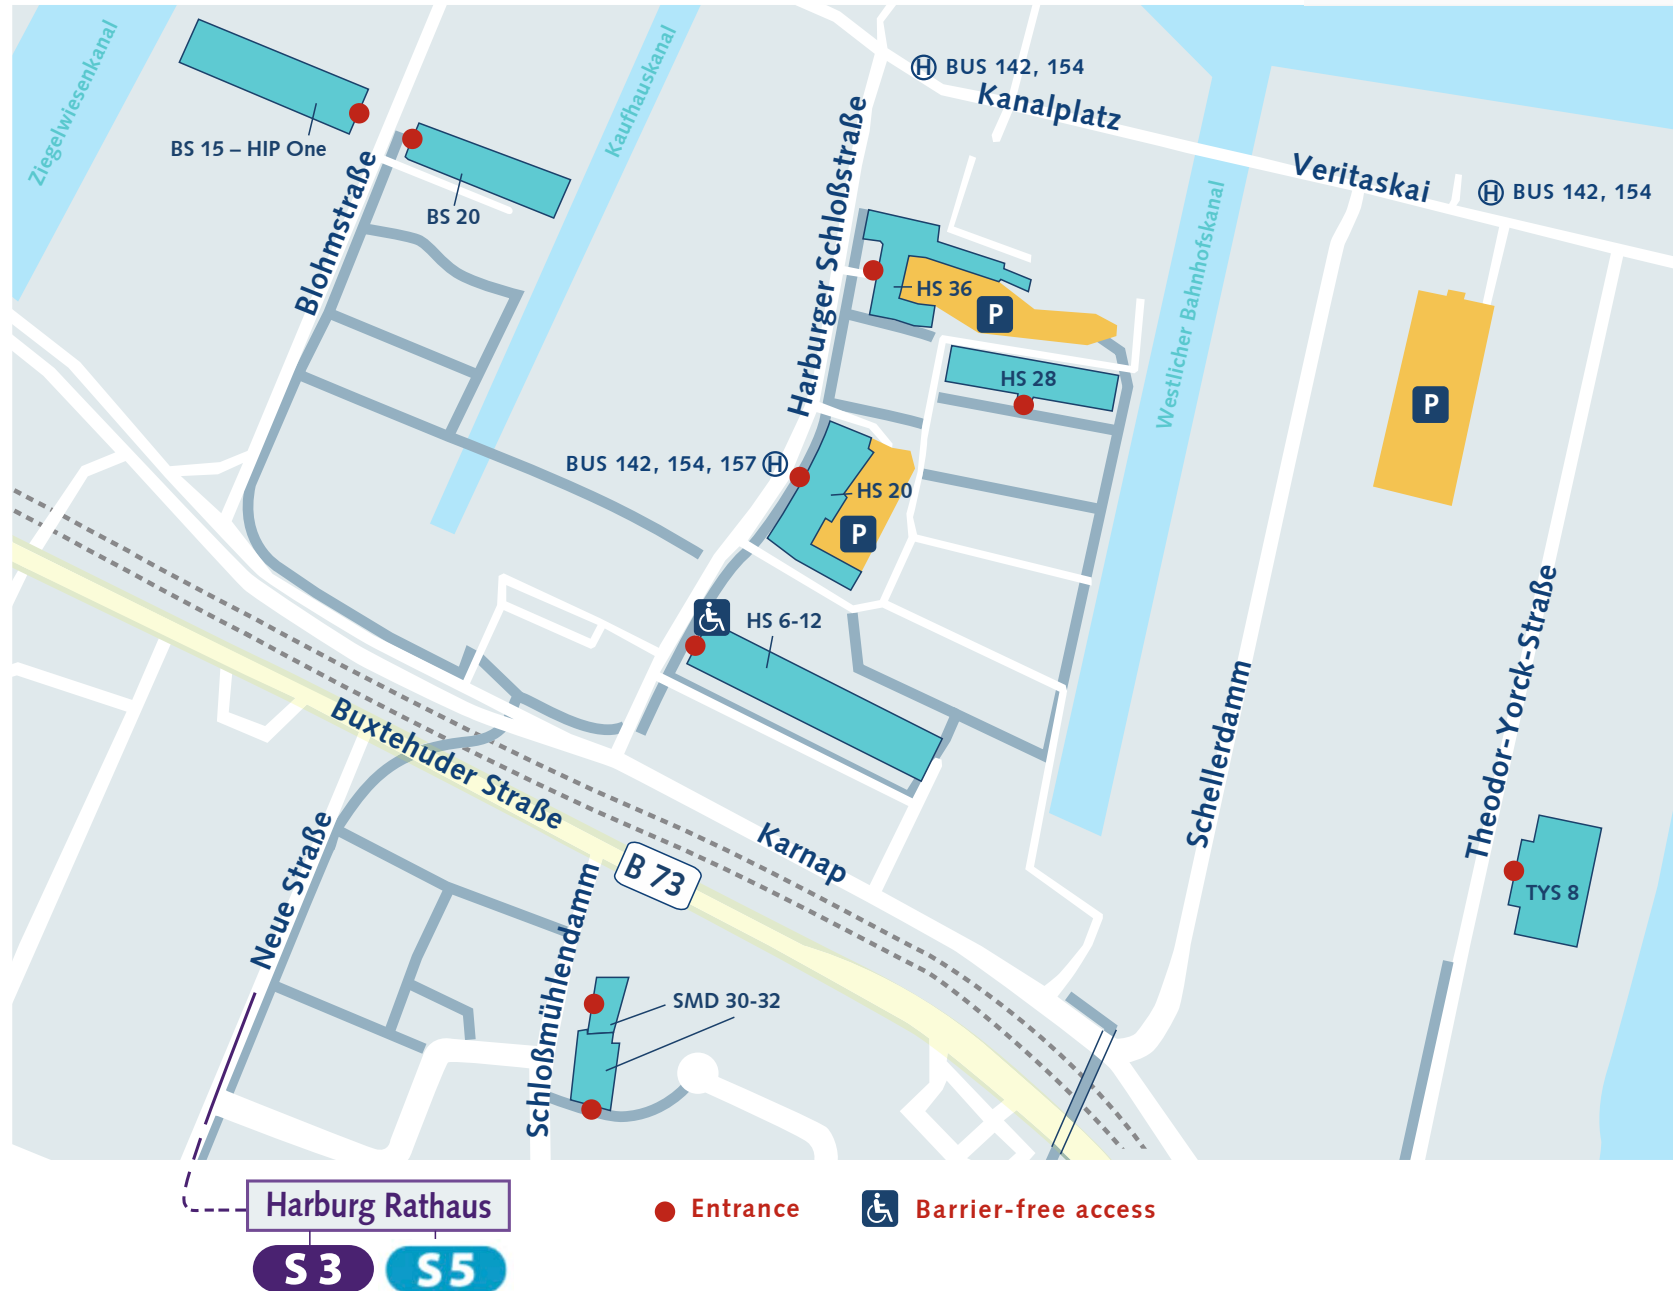 Ziegelwiesenkanal
Kaufhauskanal
BS 15 – HIP One
BS 20
Blohmstraße
Harburger Schloßstraße
H BUS 142, 154
Kanalplatz
Veritaskai
H BUS 142, 154
Westlicher Bahnhofskanal
HS 36
P
HS 28
P
BUS 142, 154, 157 H
HS 20
P
HS 6-12
Buxtehuder Straße
B 73
Karnap
Schellerdamm
Theodor-Yorck-Straße
TYS 8
Neue Straße
Schloßmühlendamm
SMD 30-32
Harburg Rathaus
S 3
S 5
Entrance
Barrier-free access